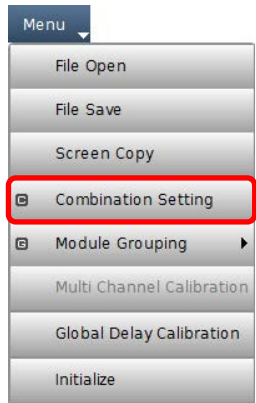 Menu
File Open
File Save
Screen Copy
C Combination Setting
G Module Grouping
Multi Channel Calibration
Global Delay Calibration
Initialize